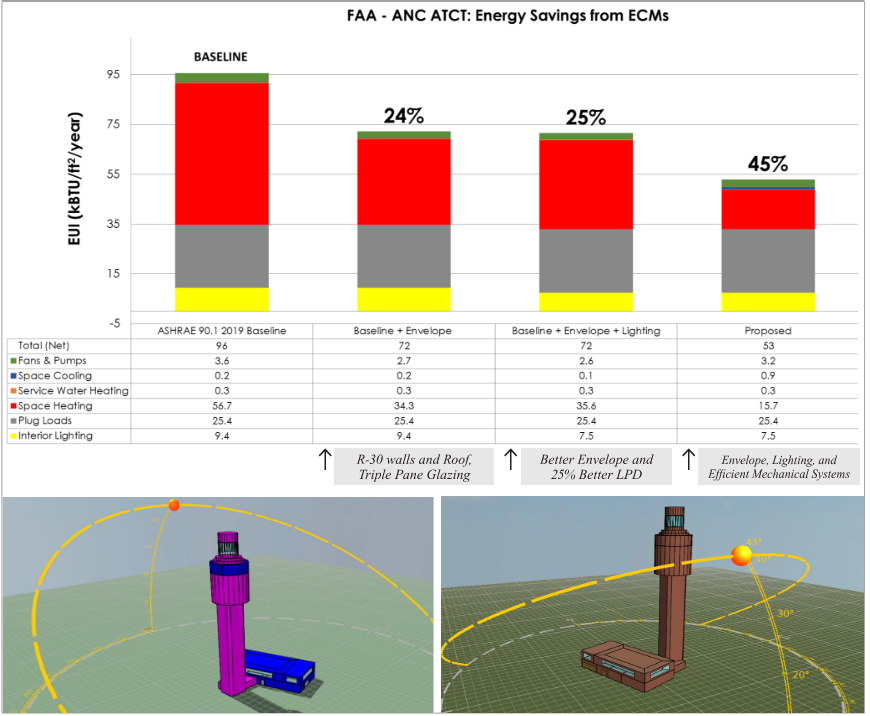 FAA - ANC ATCT: Energy Savings from ECMs
EUI (kBTU/ft²/year)
95
75
55
35
15
-5
BASELINE
24%
25%
45%
ASHRAE 90.1 2019 Baseline Baseline + Envelope Baseline + Envelope + Lighting Proposed
Total (Net) 96 72 72 53
Fans & Pumps 3.6 2.7 2.6 3.2
Space Cooling 0.2 0.2 0.1 0.9
Service Water Heating 0.3 0.3 0.3 0.3
Space Heating 56.7 34.3 35.6 15.7
Plug Loads 25.4 25.4 25.4 25.4
Interior Lighting 9.4 9.4 7.5 7.5
R-30 walls and Roof,
Triple Pane Glazing
Better Envelope and
25% Better LPD
Envelope, Lighting, and
Efficient Mechanical Systems
43°
40°
30°
20°